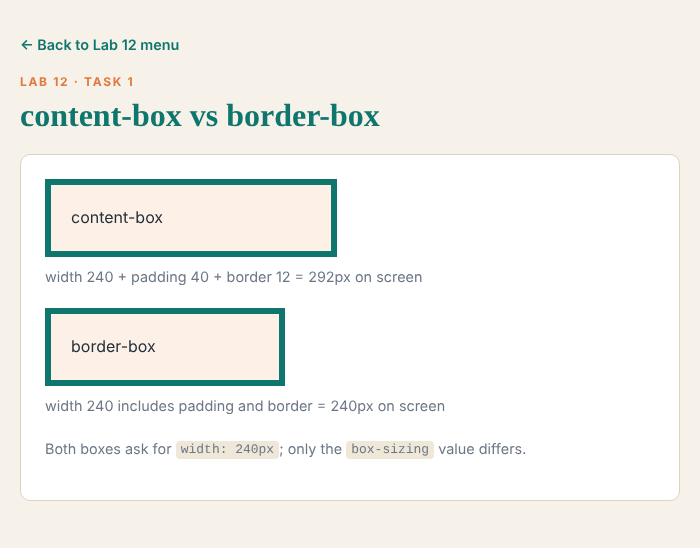 ← Back to Lab 12 menu
LAB 12 · TASK 1
content-box vs border-box
content-box
width 240 + padding 40 + border 12 = 292px on screen
border-box
width 240 includes padding and border = 240px on screen
Both boxes ask for width: 240px; only the box-sizing value differs.